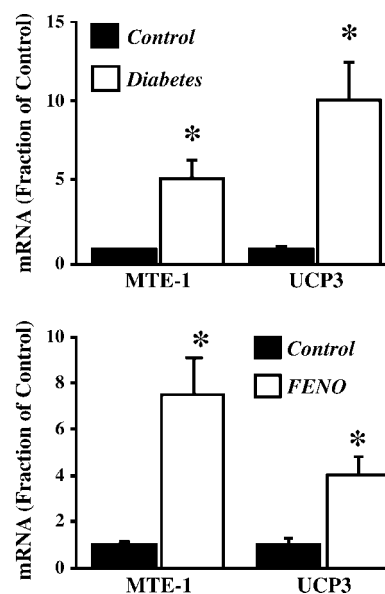 mRNA (Fraction of Control)
15
10
5
0
Control
Diabetes
*
*
MTE-1 UCP3
mRNA (Fraction of Control)
10
8
6
4
2
0
Control
FENO
*
*
MTE-1 UCP3